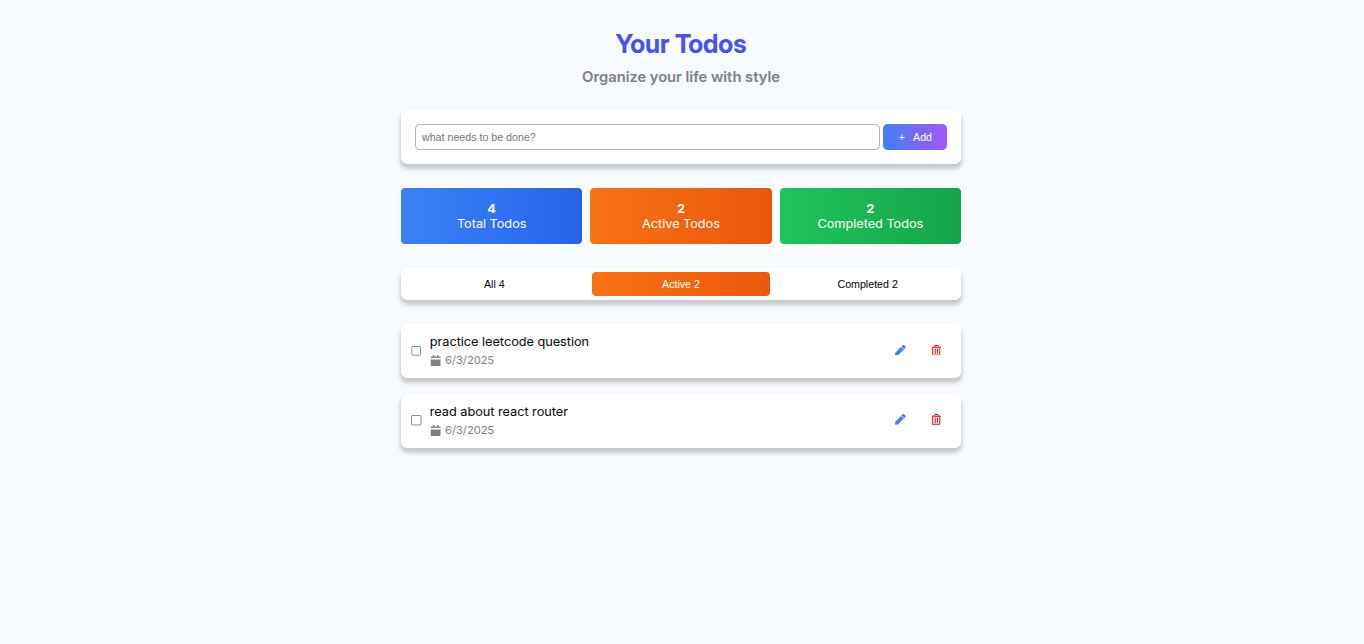 Your Todos
Organize your life with style
what needs to be done?
+ Add
4
Total Todos
2
Active Todos
2
Completed Todos
All 4
Active 2
Completed 2
practice leetcode question
6/3/2025
read about react router
6/3/2025